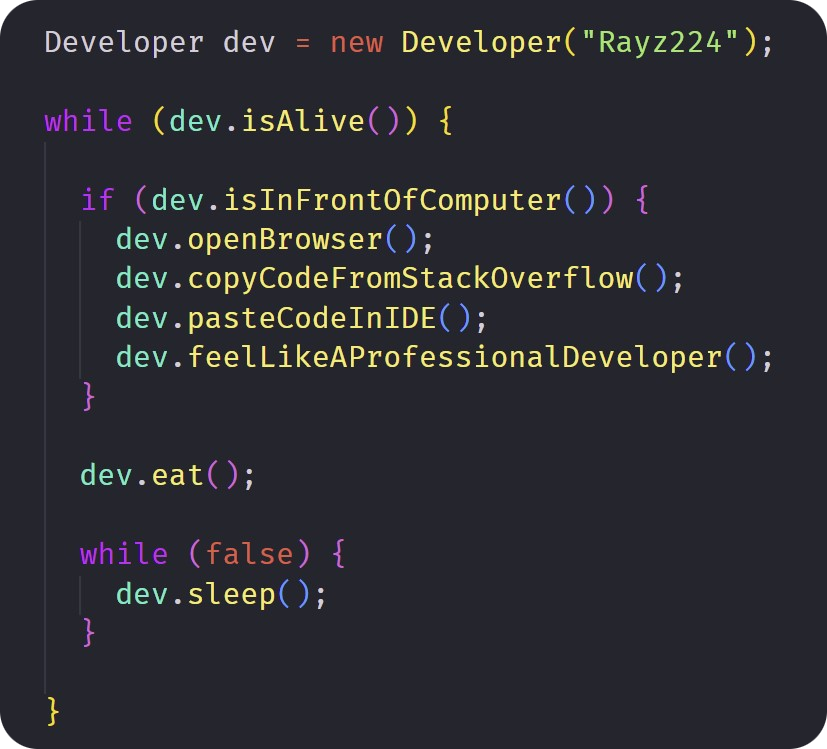 Developer dev = new Developer("Rayz224");
while (dev.isAlive()) {
if (dev.isInFrontOfComputer()) {
dev.openBrowser();
dev.copyCodeFromStackOverflow();
dev.pasteCodeInIDE();
dev.feelLikeAProfessionalDeveloper();
}
dev.eat();
while (false) {
dev.sleep();
}
}